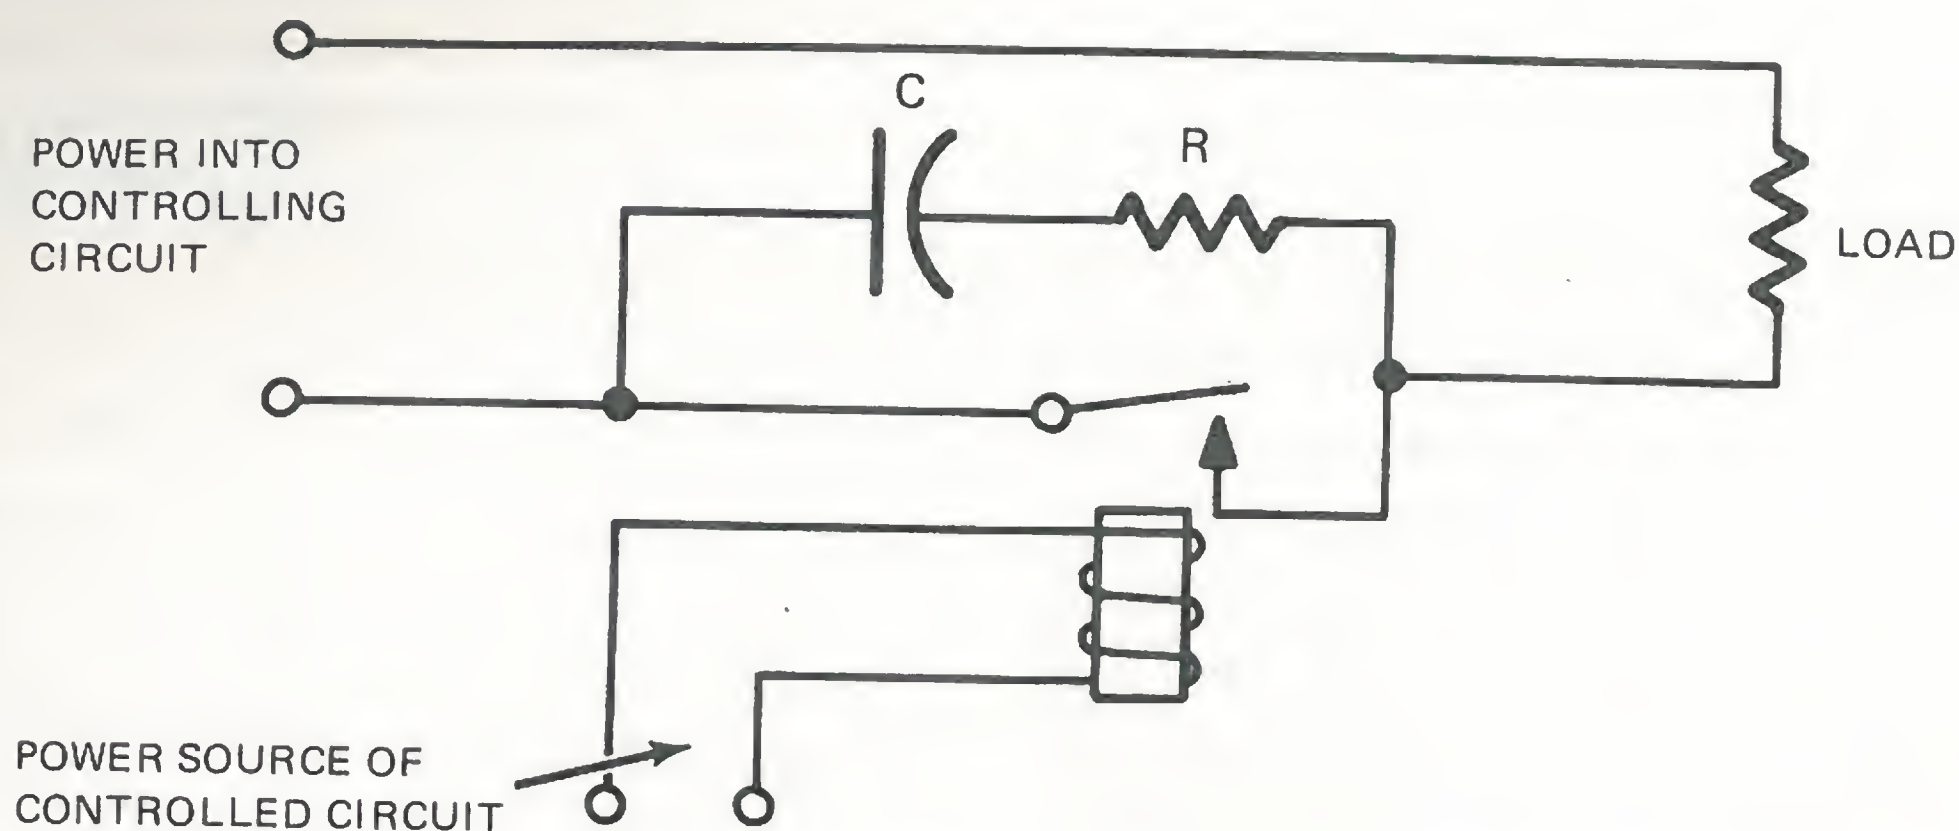 C
R
POWER INTO
CONTROLLING
CIRCUIT
LOAD
POWER SOURCE OF
CONTROLLED CIRCUIT